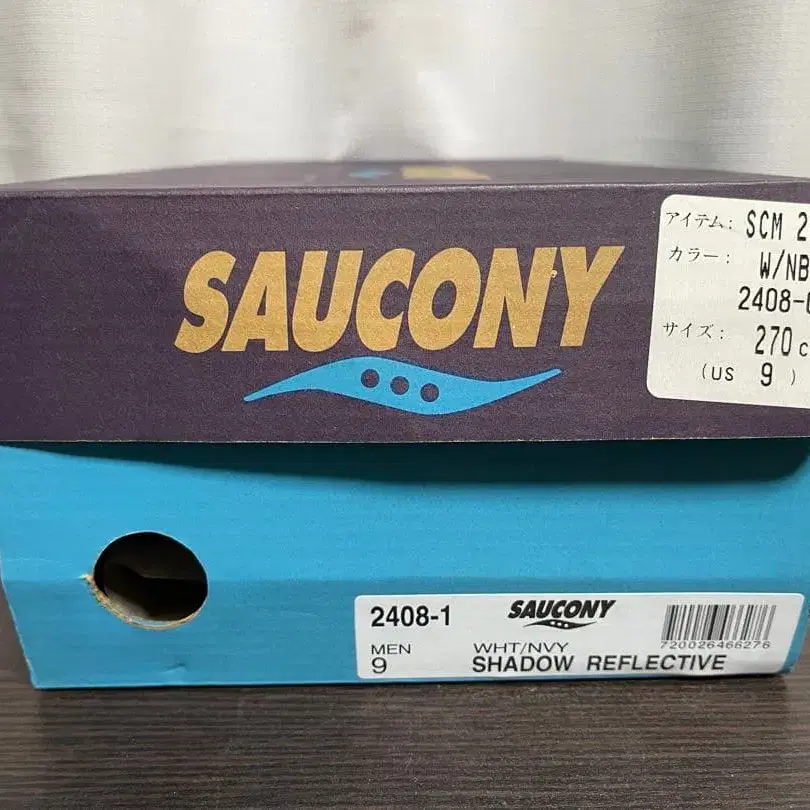 SAUCONY
アイテム: SCM 2
カラー: W/NB
2408-
サイズ: 270 c
(US 9 )
2408-1 SAUCONY
MEN WHT/NVY 720026466276
9 SHADOW REFLECTIVE